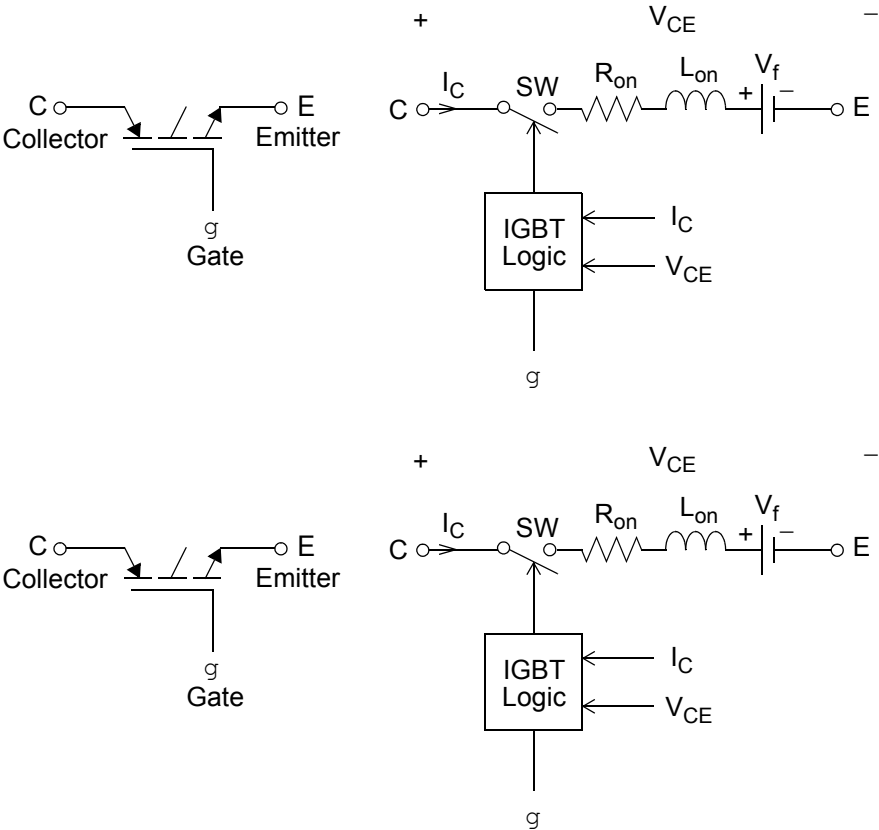 + V_CE −
I_C SW R_on L_on + V_f −
C E C E
Collector Emitter
g
Gate
IGBT
Logic
I_C
V_CE
g
+ V_CE −
I_C SW R_on L_on + V_f −
C E C E
Collector Emitter
g
Gate
IGBT
Logic
I_C
V_CE
g